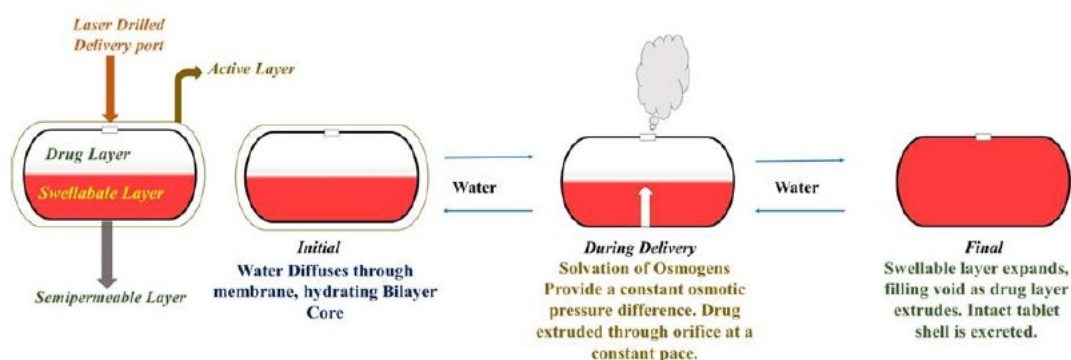 Laser Drilled
Delivery port
Active Layer
Drug Layer
Swellabale Layer
Semipermeable Layer
Initial
Water Diffuses through
membrane, hydrating Bilayer
Core
Water
During Delivery
Solvation of Osmogens
Provide a constant osmotic
pressure difference. Drug
extruded through orifice at a
constant pace.
Water
Final
Swellable layer expands,
filling void as drug layer
extrudes. Intact tablet
shell is excreted.